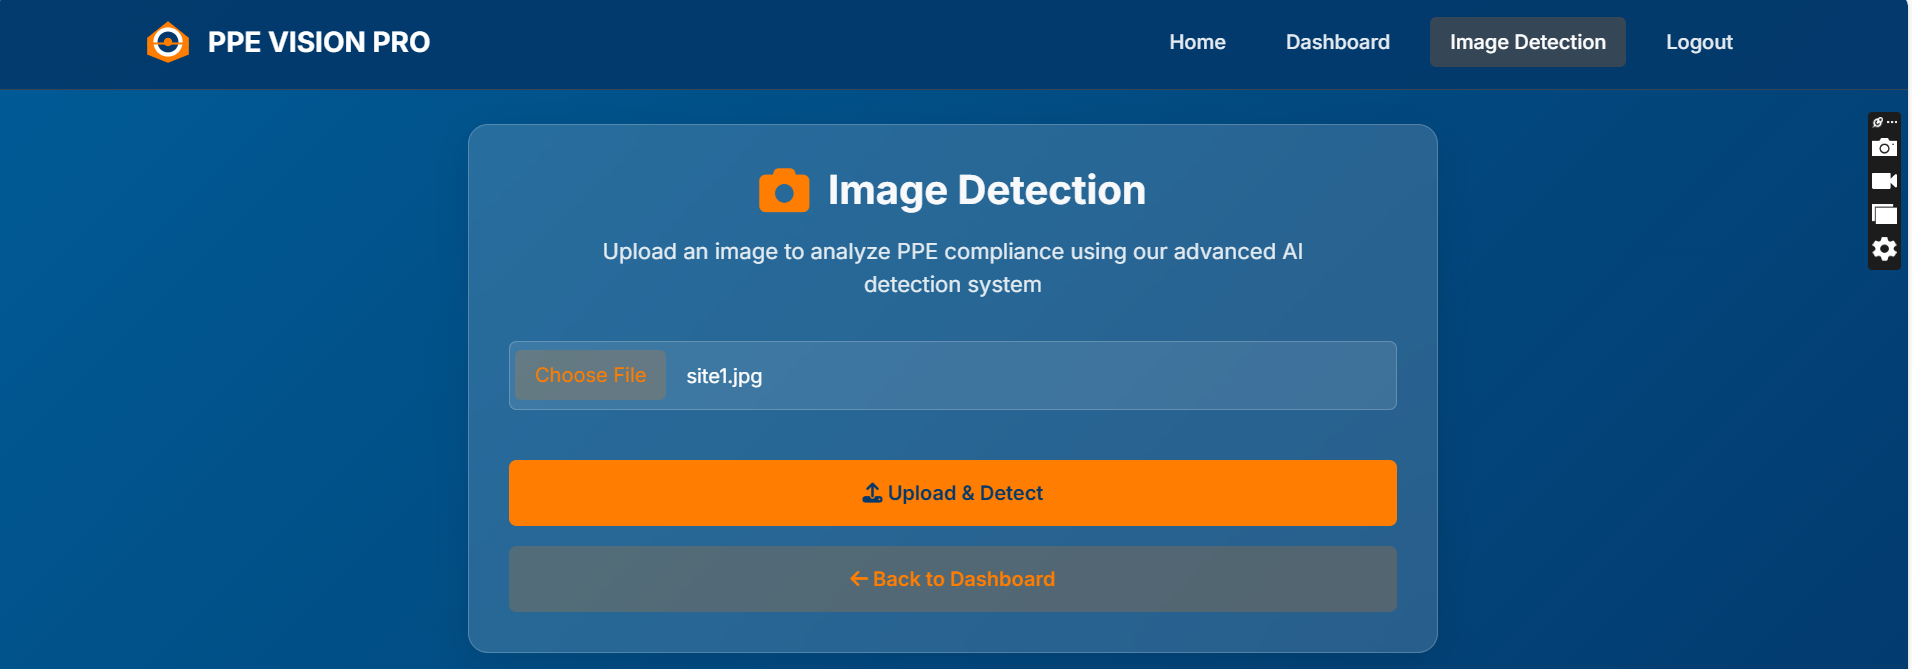 PPE VISION PRO
Home
Dashboard
Image Detection
Logout
Image Detection
Upload an image to analyze PPE compliance using our advanced AI
detection system
Choose File
site1.jpg
Upload & Detect
Back to Dashboard